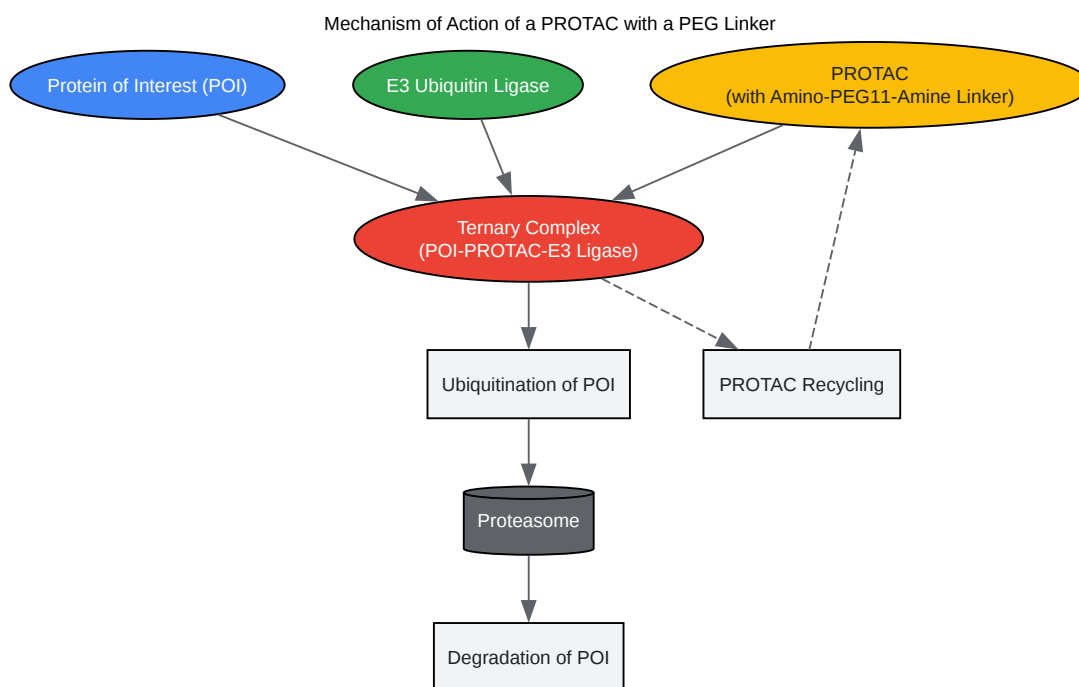 Mechanism of Action of a PROTAC with a PEG Linker
Protein of Interest (POI)
E3 Ubiquitin Ligase
PROTAC
(with Amino-PEG11-Amine Linker)
Ternary Complex
(POI-PROTAC-E3 Ligase)
Ubiquitination of POI
PROTAC Recycling
Proteasome
Degradation of POI